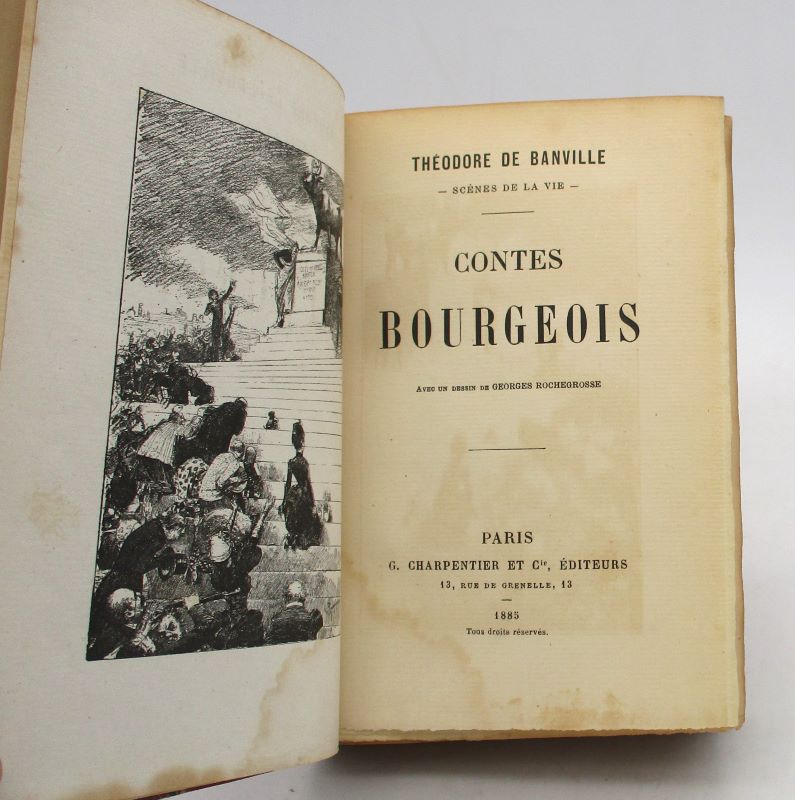 THÉODORE DE BANVILLE
— SCÈNES DE LA VIE —
CONTES
BOURGEOIS
AVEC UN DESSIN DE GEORGES ROCHEGROSSE
PARIS
G. CHARPENTIER ET Cie, ÉDITEURS
13, RUE DE GRENELLE, 13
1885
Tous droits réservés.